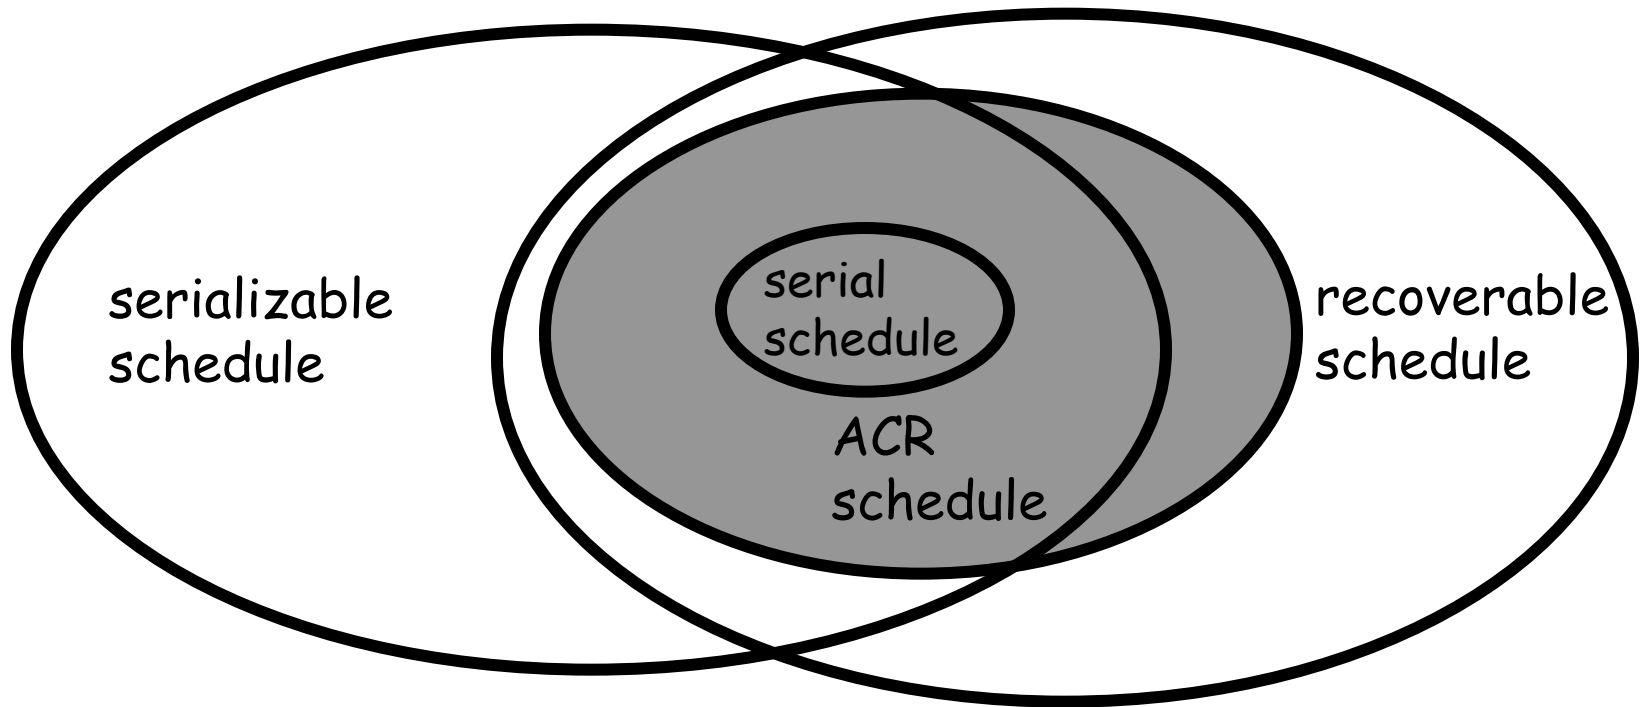 serializable
schedule
serial
schedule
ACR
schedule
recoverable
schedule